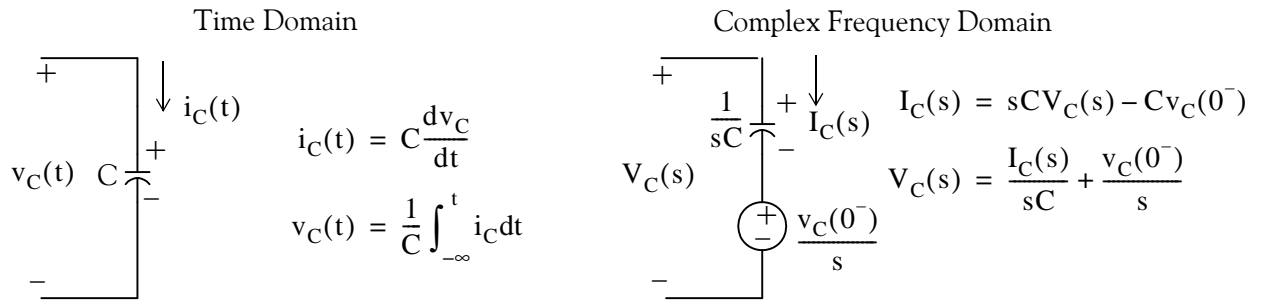 Time Domain
+
i_C(t)
v_C(t)
C
+
−
−
i_C(t) = C dv_C/dt
v_C(t) = 1/C ∫_{−∞}^{t} i_C dt
Complex Frequency Domain
+
1/sC
+
−
I_C(s)
V_C(s)
+
−
v_C(0⁻)/s
−
I_C(s) = sCV_C(s) − Cv_C(0⁻)
V_C(s) = I_C(s)/sC + v_C(0⁻)/s